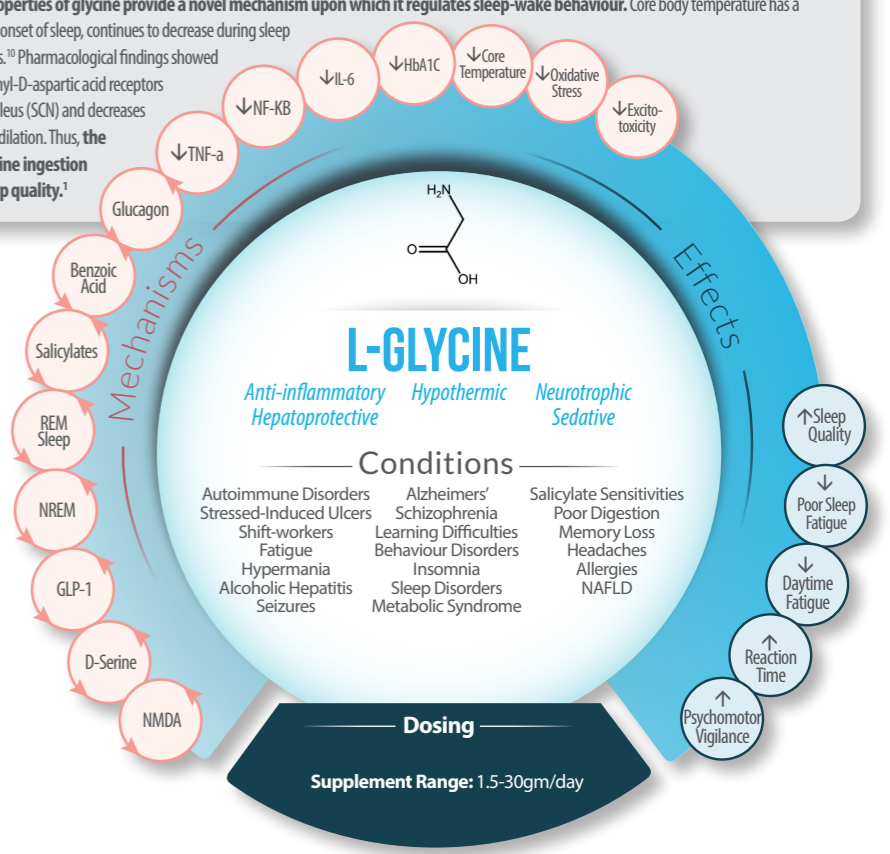 roperties of glycine provide a novel mechanism upon which it regulates sleep-wake behaviour. Core body temperature has a
onset of sleep, continues to decrease during sleep
s.¹⁰ Pharmacological findings showed
nyl-D-aspartic acid receptors
leus (SCN) and decreases
dilation. Thus, the
ine ingestion
p quality.¹
↓HbA1C
↓Core
Temperature
↓IL-6
↓Oxidative
Stress
↓NF-KB
↓Excito-
toxicity
↓TNF-a
Glucagon
Benzoic
Acid
Salicylates
REM
Sleep
NREM
GLP-1
D-Serine
NMDA
Mechanisms
Effects
H₂N
O
OH
L-GLYCINE
Anti-inflammatory Hypothermic Neurotrophic
Hepatoprotective Sedative
Conditions
Autoimmune Disorders Alzheimers’ Salicylate Sensitivities
Stressed-Induced Ulcers Schizophrenia Poor Digestion
Shift-workers Learning Difficulties Memory Loss
Fatigue Behaviour Disorders Headaches
Hypermania Insomnia Allergies
Alcoholic Hepatitis Sleep Disorders NAFLD
Seizures Metabolic Syndrome
↑Sleep
Quality
↓
Poor Sleep
Fatigue
↓
Daytime
Fatigue
↑
Reaction
Time
↑
Psychomotor
Vigilance
Dosing
Supplement Range: 1.5-30gm/day